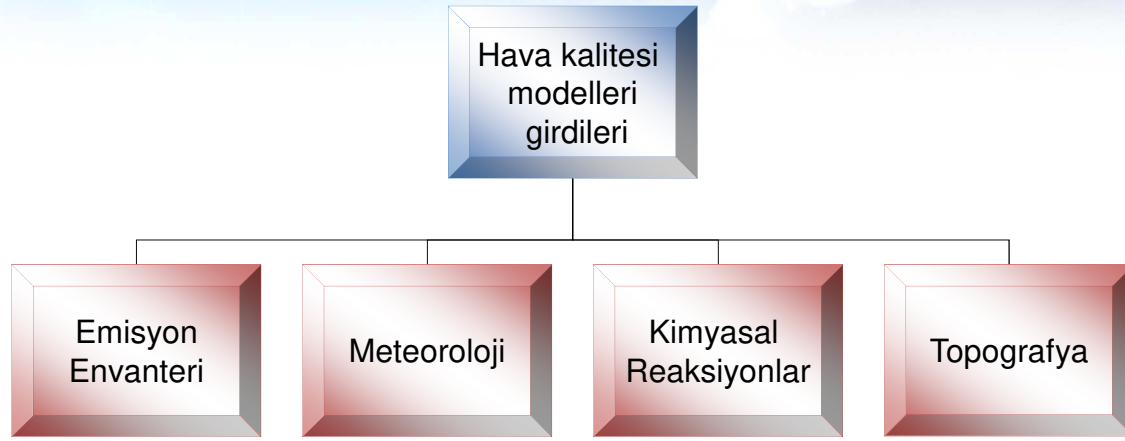 Hava kalitesi
modelleri
girdileri
Emisyon
Envanteri
Meteoroloji
Kimyasal
Reaksiyonlar
Topografya